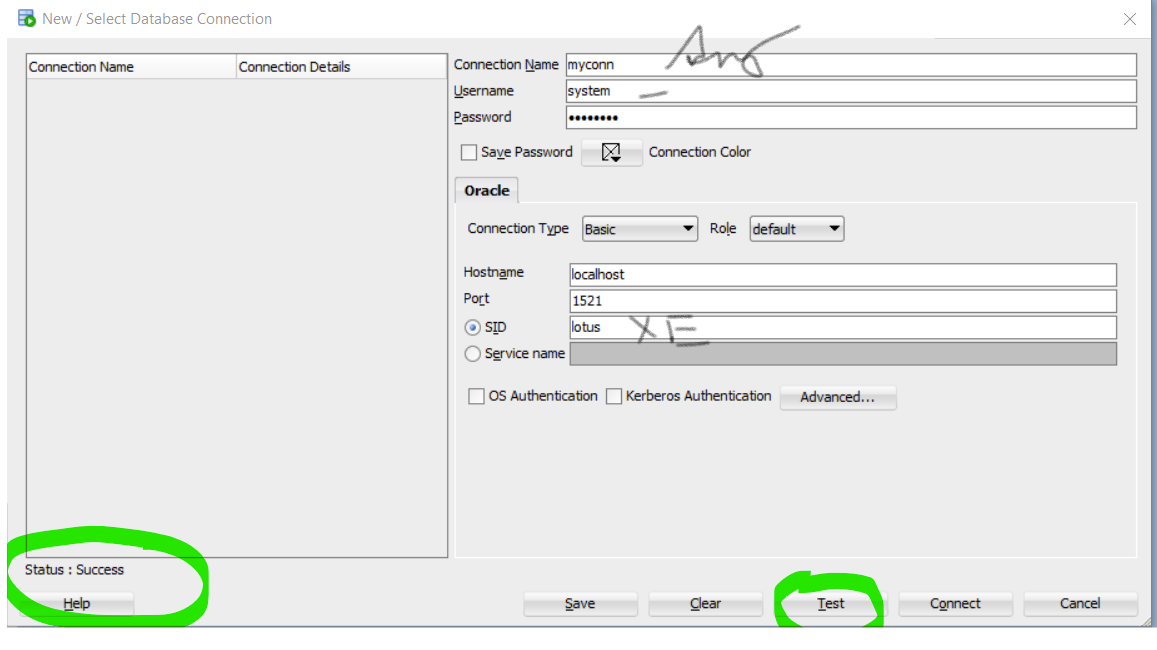 New / Select Database Connection
Connection Name Connection Details
Connection Name myconn
Username system
Password ••••••••
Save Password Connection Color
Oracle
Connection Type Basic Role default
Hostname localhost
Port 1521
SID lotus XE
Service name
OS Authentication Kerberos Authentication Advanced...
Status : Success
Help Save Clear Test Connect Cancel